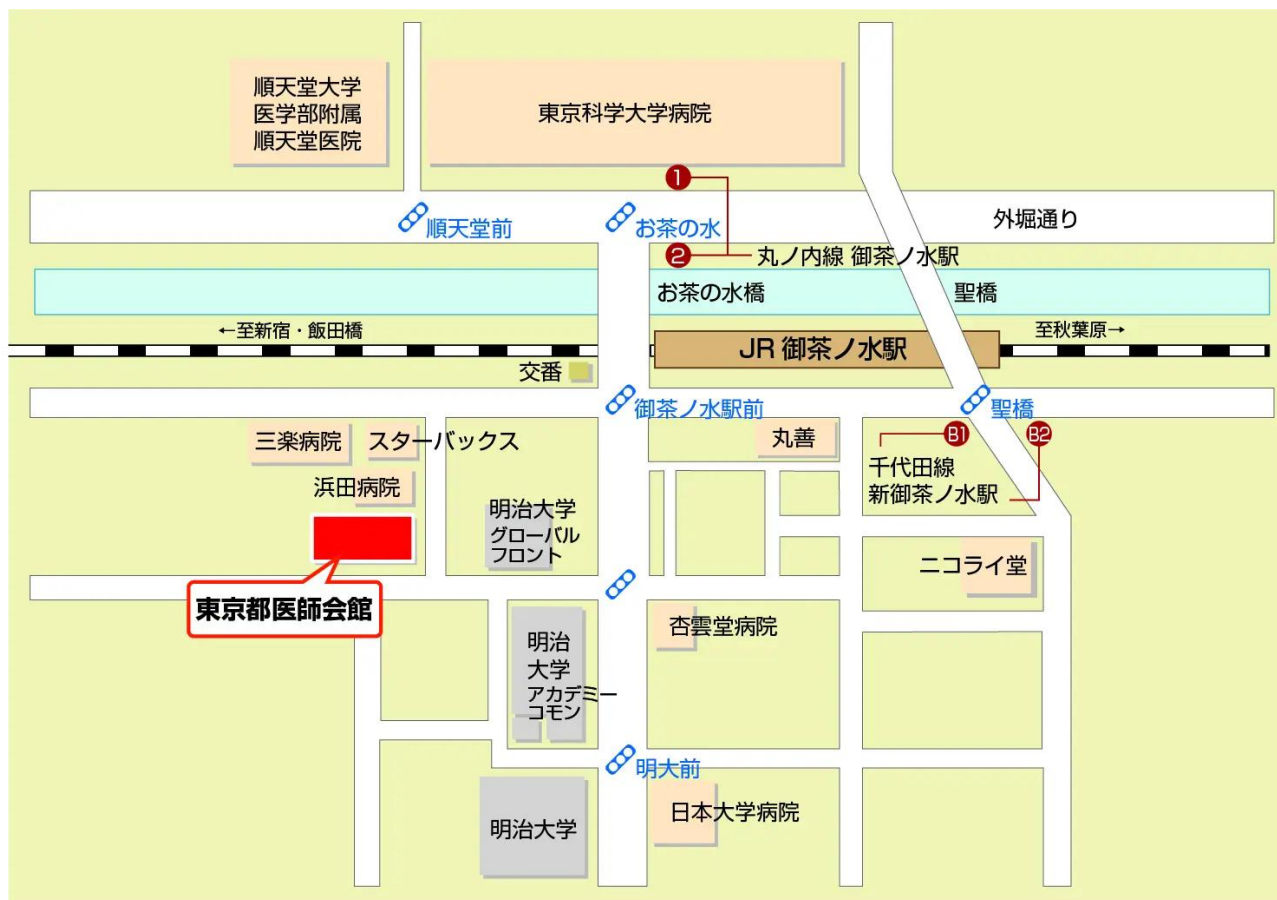 順天堂大学
医学部附属
順天堂医院
東京科学大学病院
1
順天堂前
お茶の水
外堀通り
2
丸ノ内線 御茶ノ水駅
お茶の水橋
聖橋
←至新宿・飯田橋
JR 御茶ノ水駅
至秋葉原→
交番
御茶ノ水駅前
聖橋
三楽病院
スターバックス
丸善
B1
B2
千代田線
新御茶ノ水駅
浜田病院
明治大学
グローバル
フロント
ニコライ堂
東京都医師会館
杏雲堂病院
明治
大学
アカデミー
コモン
明大前
明治大学
日本大学病院